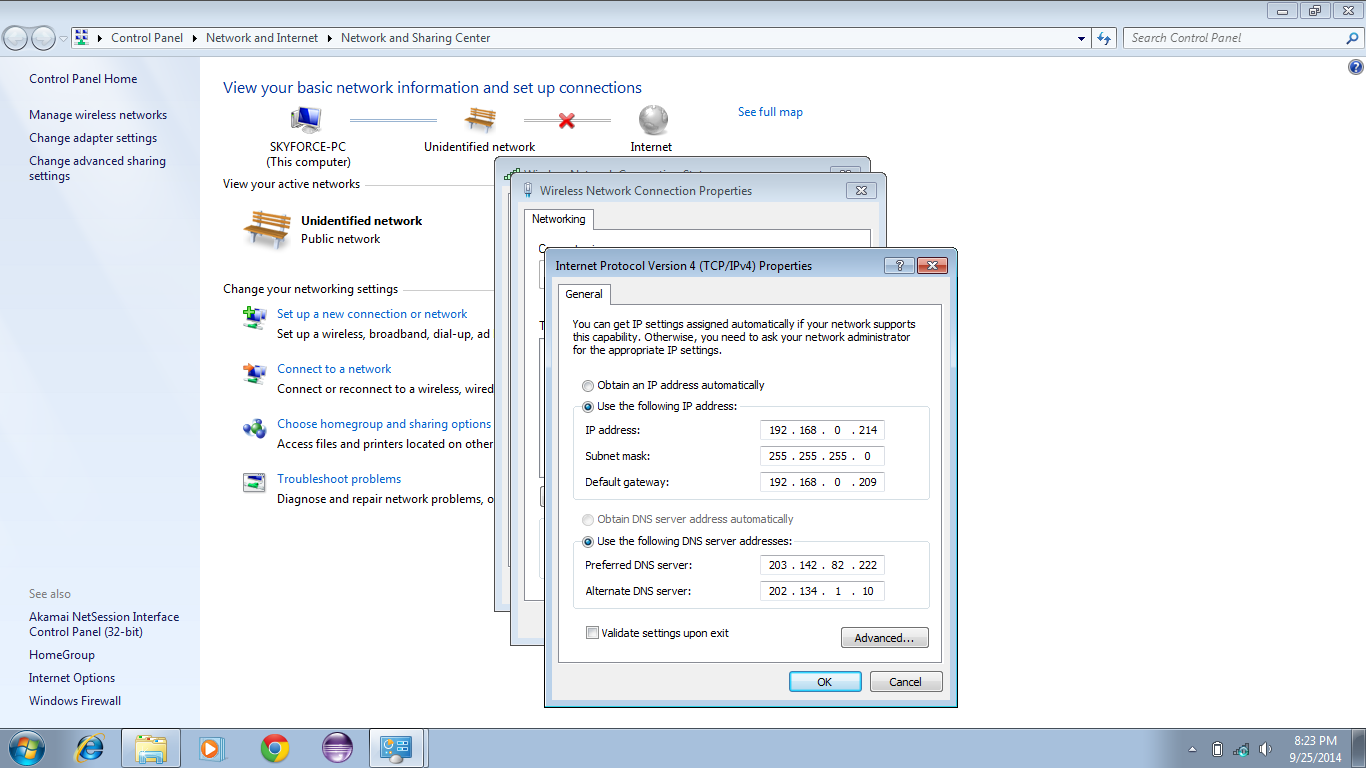 Control Panel
Network and Internet
Network and Sharing Center
Search Control Panel
Control Panel Home
Manage wireless networks
Change adapter settings
Change advanced sharing
settings
See also
Akamai NetSession Interface
Control Panel (32-bit)
HomeGroup
Internet Options
Windows Firewall
View your basic network information and set up connections
SKYFORCE-PC
(This computer)
Unidentified network
Internet
See full map
View your active networks
Unidentified network
Public network
Change your networking settings
Set up a new connection or network
Set up a wireless, broadband, dial-up, ad
Connect to a network
Connect or reconnect to a wireless, wired
Choose homegroup and sharing options
Access files and printers located on other
Troubleshoot problems
Diagnose and repair network problems, o
Wireless Network Connection Properties
Networking
Internet Protocol Version 4 (TCP/IPv4) Properties
General
You can get IP settings assigned automatically if your network supports
this capability. Otherwise, you need to ask your network administrator
for the appropriate IP settings.
Obtain an IP address automatically
Use the following IP address:
IP address: 192 . 168 . 0 . 214
Subnet mask: 255 . 255 . 255 . 0
Default gateway: 192 . 168 . 0 . 209
Obtain DNS server address automatically
Use the following DNS server addresses:
Preferred DNS server: 203 . 142 . 82 . 222
Alternate DNS server: 202 . 134 . 1 . 10
Validate settings upon exit
Advanced...
OK
Cancel
8:23 PM
9/25/2014